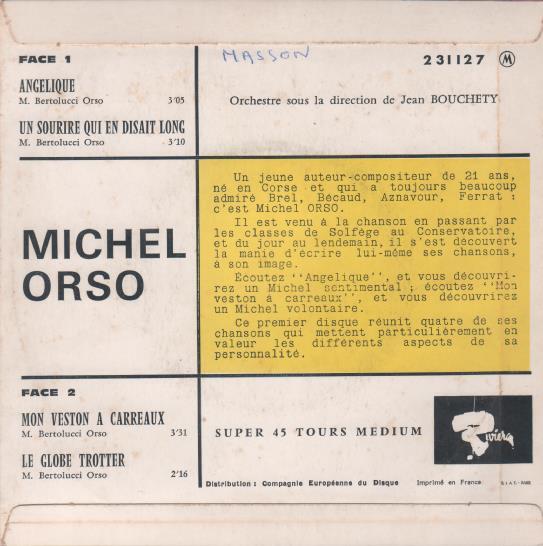 FACE 1
ANGELIQUE
M. Bertolucci Orso 3'05
UN SOURIRE QUI EN DISAIT LONG
M. Bertolucci Orso 3'10
MASSON
231127 M
Orchestre sous la direction de Jean BOUCHETY
MICHEL
ORSO
Un jeune auteur-compositeur de 21 ans,
né en Corse et qui a toujours beaucoup
admiré Brel, Bécaud, Aznavour, Ferrat :
c'est Michel ORSO.
Il est venu à la chanson en passant par
les classes de Solfège au Conservatoire,
et du jour au lendemain, il s'est découvert
la manie d'écrire lui-même ses chansons,
à son image.
Écoutez ''Angelique'', et vous découvri-
rez un Michel sentimental ; écoutez ''Mon
veston à carreaux'', et vous découvrirez
un Michel volontaire.
Ce premier disque réunit quatre de ses
chansons qui mettent particulièrement en
valeur les différents aspects de sa
personnalité.
FACE 2
MON VESTON A CARREAUX
M. Bertolucci Orso 3'31
LE GLOBE TROTTER
M. Bertolucci Orso 2'16
SUPER 45 TOURS MEDIUM
Riviera
Distribution : Compagnie Européenne du Disque Imprimé en France